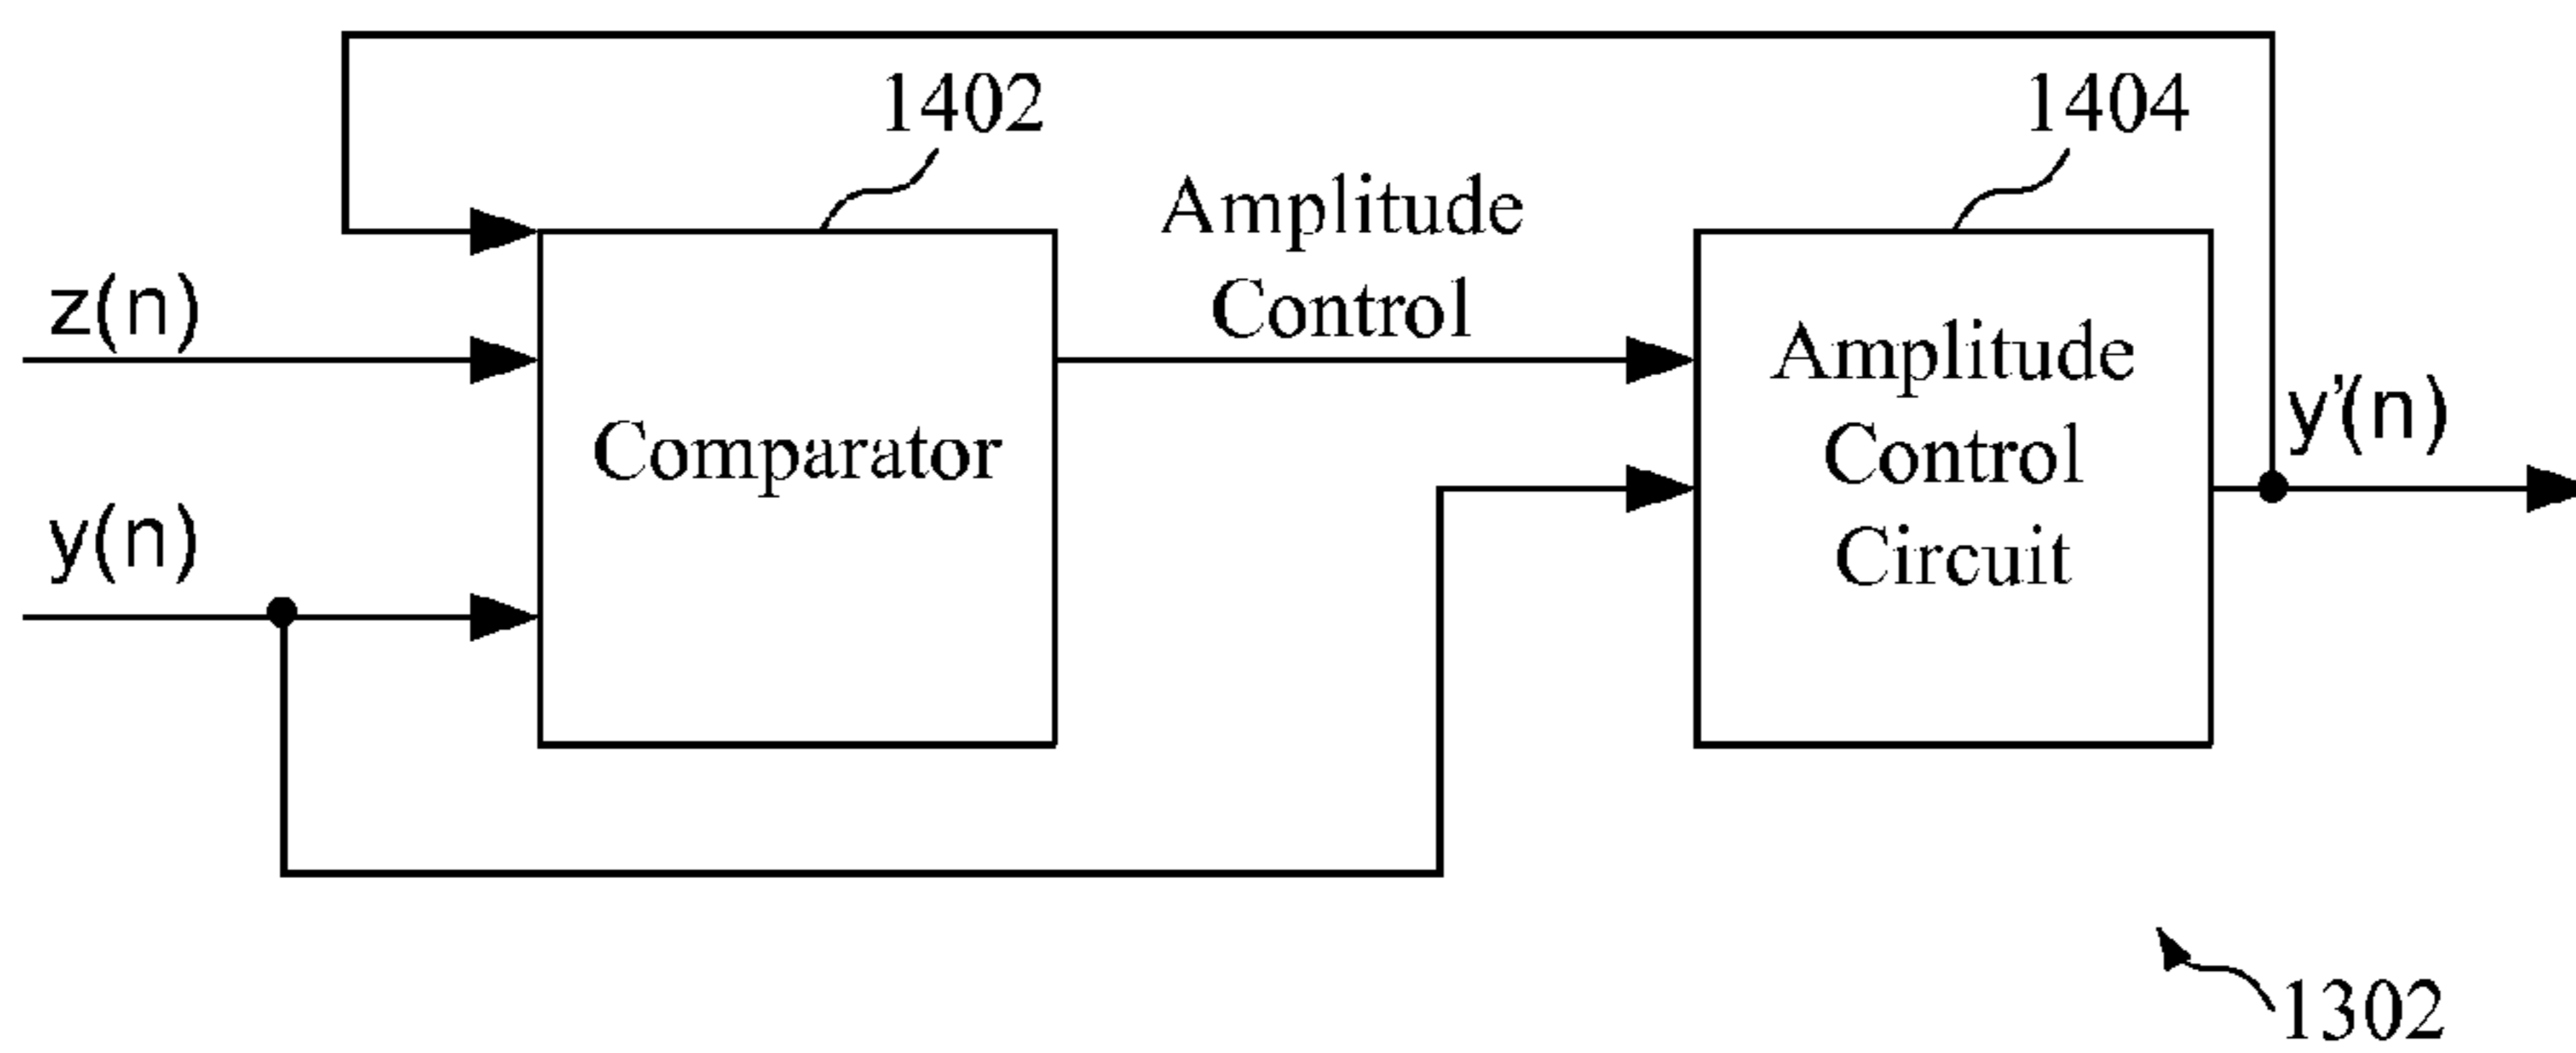 1402
1404
Amplitude
Control
z(n)
Comparator
Amplitude
Control
Circuit
y'(n)
y(n)
1302